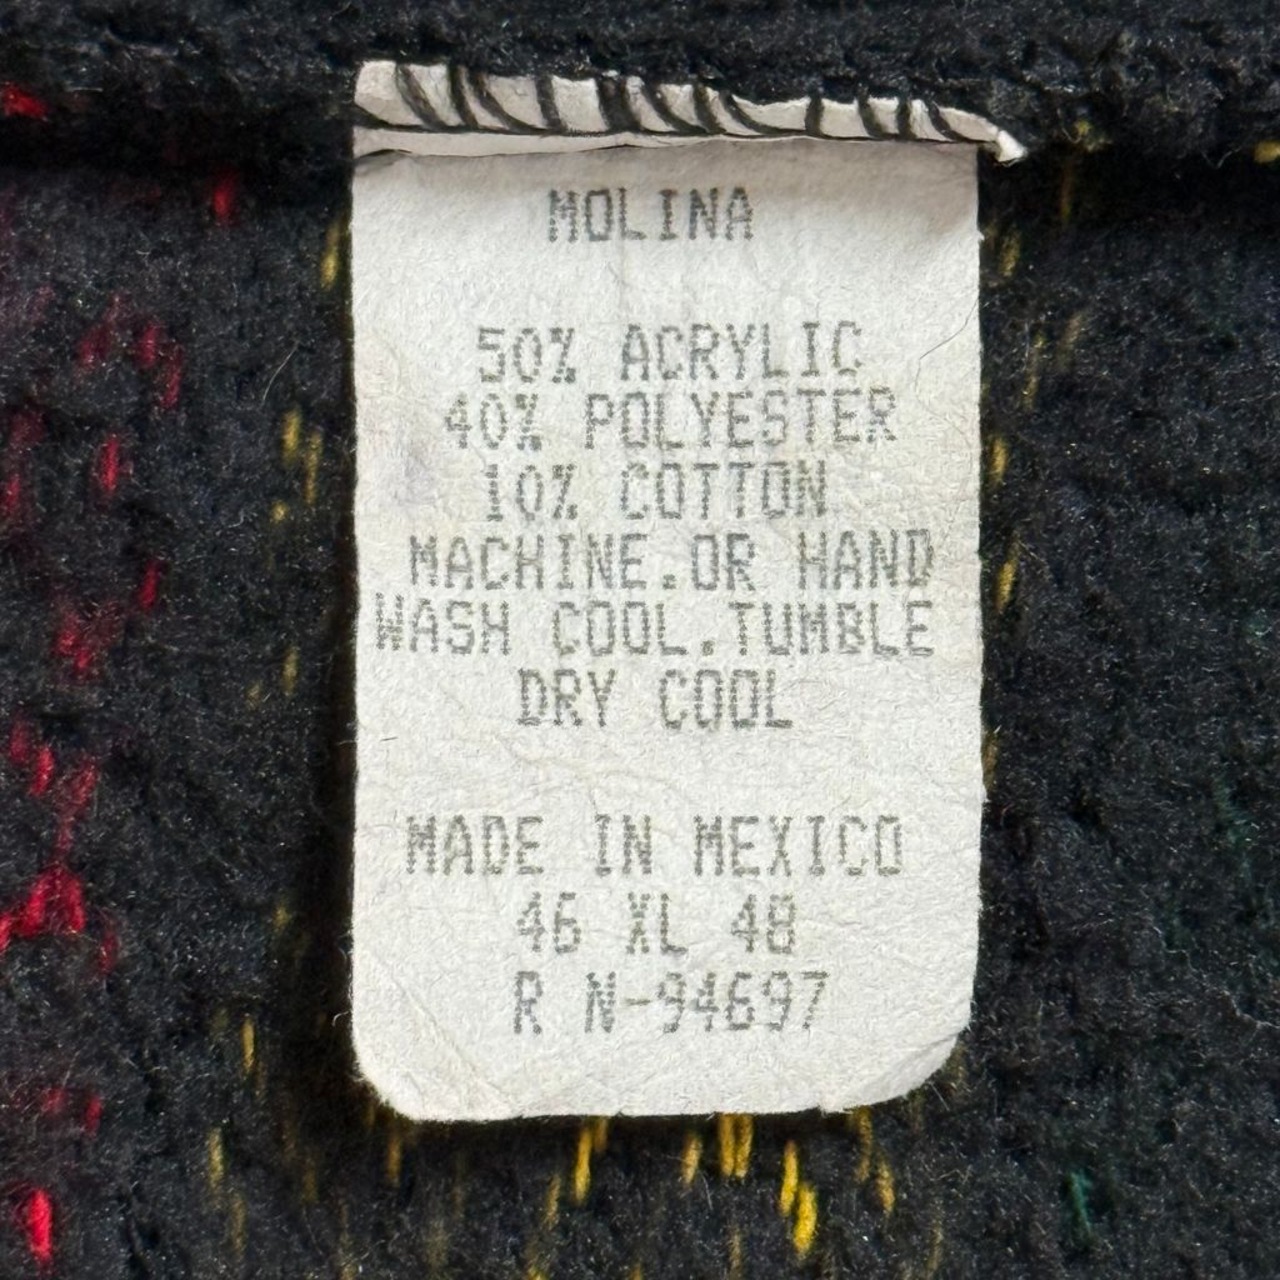 MOLINA
50% ACRYLIC
40% POLYESTER
10% COTTON
MACHINE.OR HAND
WASH COOL.TUMBLE
DRY COOL
MADE IN MEXICO
46 XL 48
R N-94697